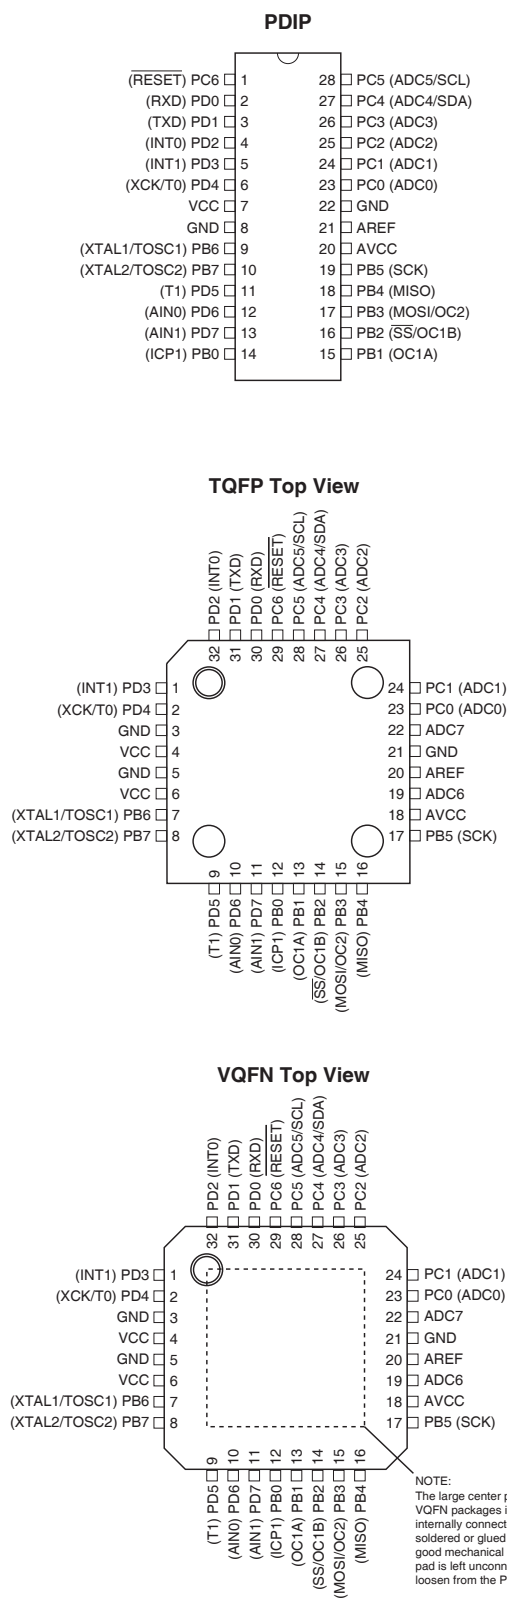 PDIP
(RESET) PC6 1 28 PC5 (ADC5/SCL)
(RXD) PD0 2 27 PC4 (ADC4/SDA)
(TXD) PD1 3 26 PC3 (ADC3)
(INT0) PD2 4 25 PC2 (ADC2)
(INT1) PD3 5 24 PC1 (ADC1)
(XCK/T0) PD4 6 23 PC0 (ADC0)
VCC 7 22 GND
GND 8 21 AREF
(XTAL1/TOSC1) PB6 9 20 AVCC
(XTAL2/TOSC2) PB7 10 19 PB5 (SCK)
(T1) PD5 11 18 PB4 (MISO)
(AIN0) PD6 12 17 PB3 (MOSI/OC2)
(AIN1) PD7 13 16 PB2 (SS/OC1B)
(ICP1) PB0 14 15 PB1 (OC1A)
TQFP Top View
32 PD2 (INT0)
31 PD1 (TXD)
30 PD0 (RXD)
29 PC6 (RESET)
28 PC5 (ADC5/SCL)
27 PC4 (ADC4/SDA)
26 PC3 (ADC3)
25 PC2 (ADC2)
(INT1) PD3 1 24 PC1 (ADC1)
(XCK/T0) PD4 2 23 PC0 (ADC0)
GND 3 22 ADC7
VCC 4 21 GND
GND 5 20 AREF
VCC 6 19 ADC6
(XTAL1/TOSC1) PB6 7 18 AVCC
(XTAL2/TOSC2) PB7 8 17 PB5 (SCK)
(T1) PD5 9
(AIN0) PD6 10
(AIN1) PD7 11
(ICP1) PB0 12
(OC1A) PB1 13
(SS/OC1B) PB2 14
(MOSI/OC2) PB3 15
(MISO) PB4 16
VQFN Top View
32 PD2 (INT0)
31 PD1 (TXD)
30 PD0 (RXD)
29 PC6 (RESET)
28 PC5 (ADC5/SCL)
27 PC4 (ADC4/SDA)
26 PC3 (ADC3)
25 PC2 (ADC2)
(INT1) PD3 1 24 PC1 (ADC1)
(XCK/T0) PD4 2 23 PC0 (ADC0)
GND 3 22 ADC7
VCC 4 21 GND
GND 5 20 AREF
VCC 6 19 ADC6
(XTAL1/TOSC1) PB6 7 18 AVCC
(XTAL2/TOSC2) PB7 8 17 PB5 (SCK)
(T1) PD5 9
(AIN0) PD6 10
(AIN1) PD7 11
(ICP1) PB0 12
(OC1A) PB1 13
(SS/OC1B) PB2 14
(MOSI/OC2) PB3 15
(MISO) PB4 16
NOTE:
The large center
VQFN packages
internally connect
soldered or glued
good mechanical
pad is left unconn
loosen from the P